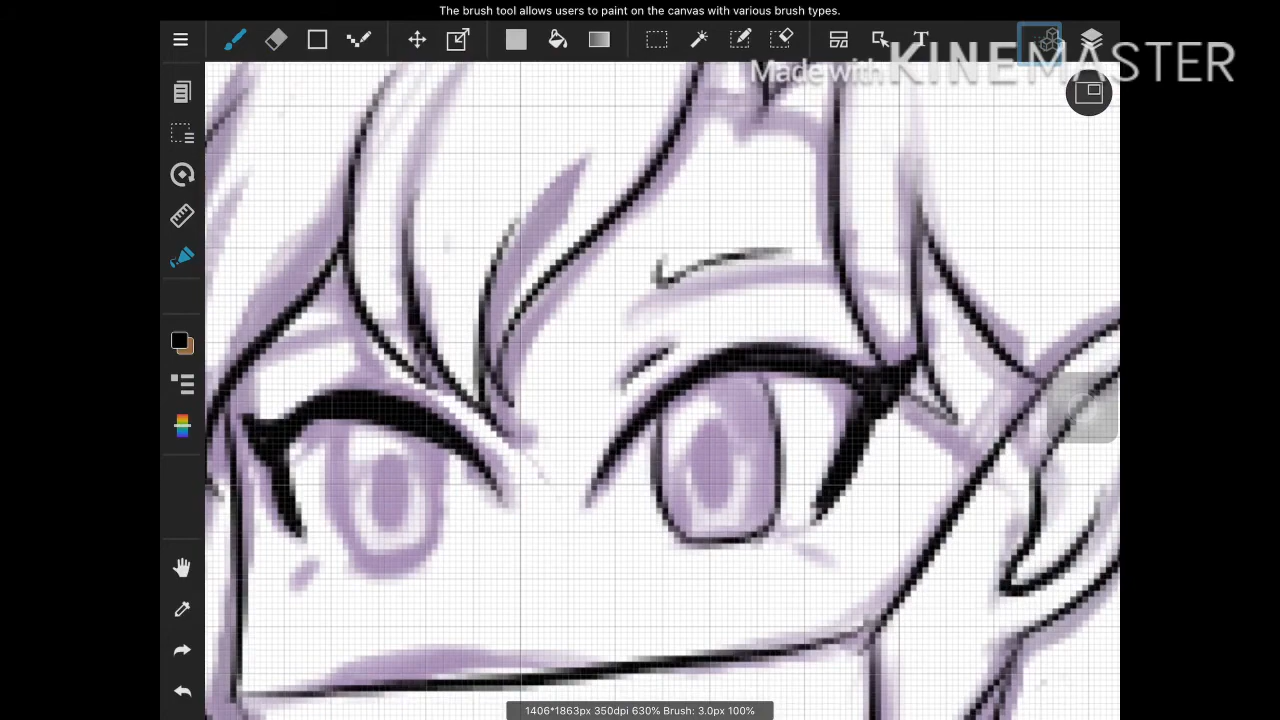 The brush tool allows users to paint on the canvas with various brush types.
T
Made with KINEMASTER
1406*1863px 350dpi 630% Brush: 3.0px 100%